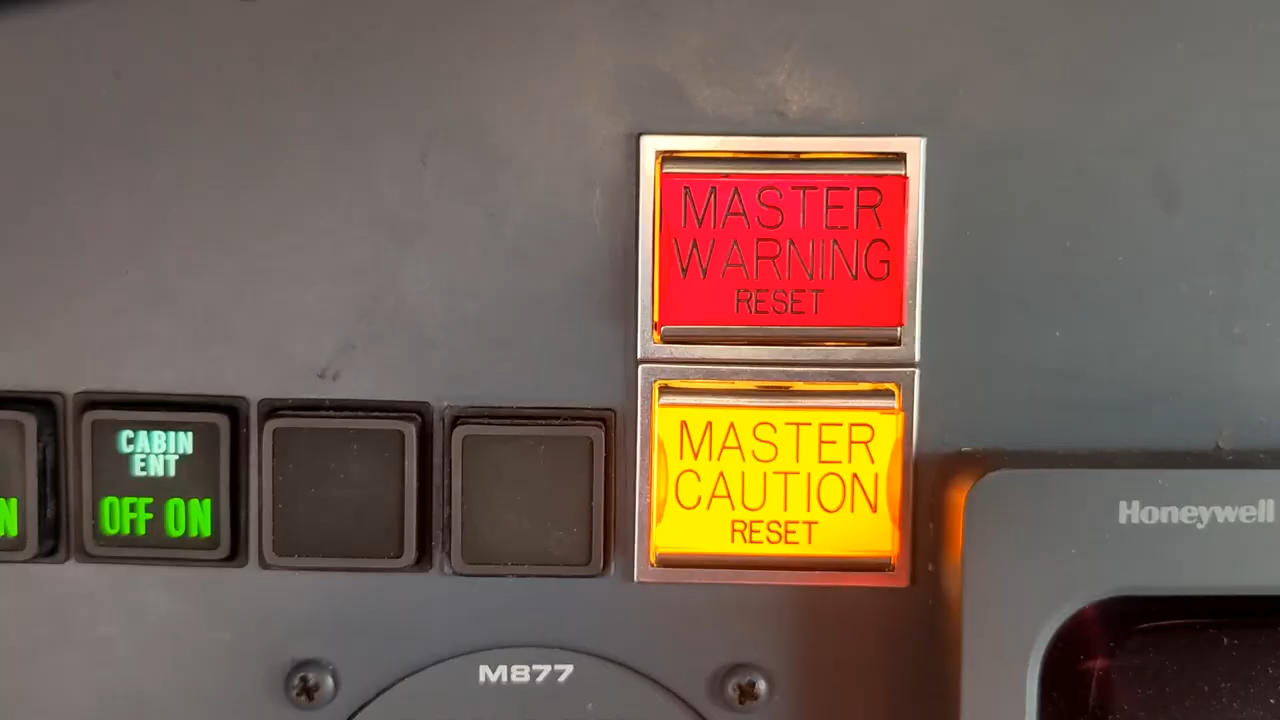 MASTER
WARNING
RESET
CABIN
ENT
OFF ON
N
MASTER
CAUTION
RESET
Honeywell
M877